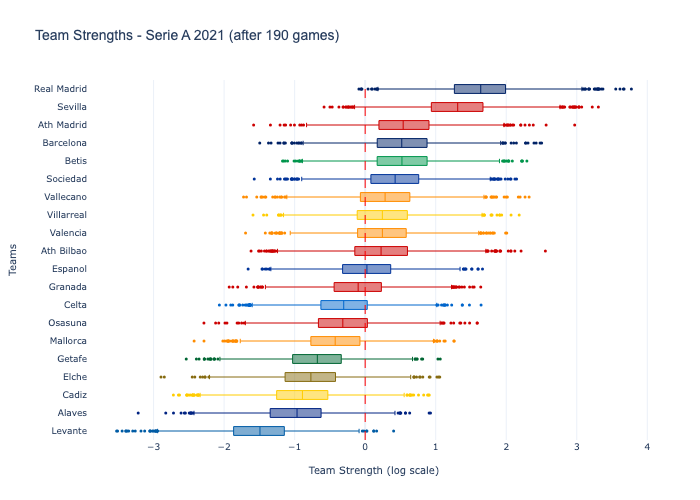 Team Strengths - Serie A 2021 (after 190 games)
Real Madrid
Sevilla
Ath Madrid
Barcelona
Betis
Sociedad
Vallecano
Villarreal
Valencia
Ath Bilbao
Espanol
Granada
Celta
Osasuna
Mallorca
Getafe
Elche
Cadiz
Alaves
Levante
Teams
−3 −2 −1 0 1 2 3 4
Team Strength (log scale)